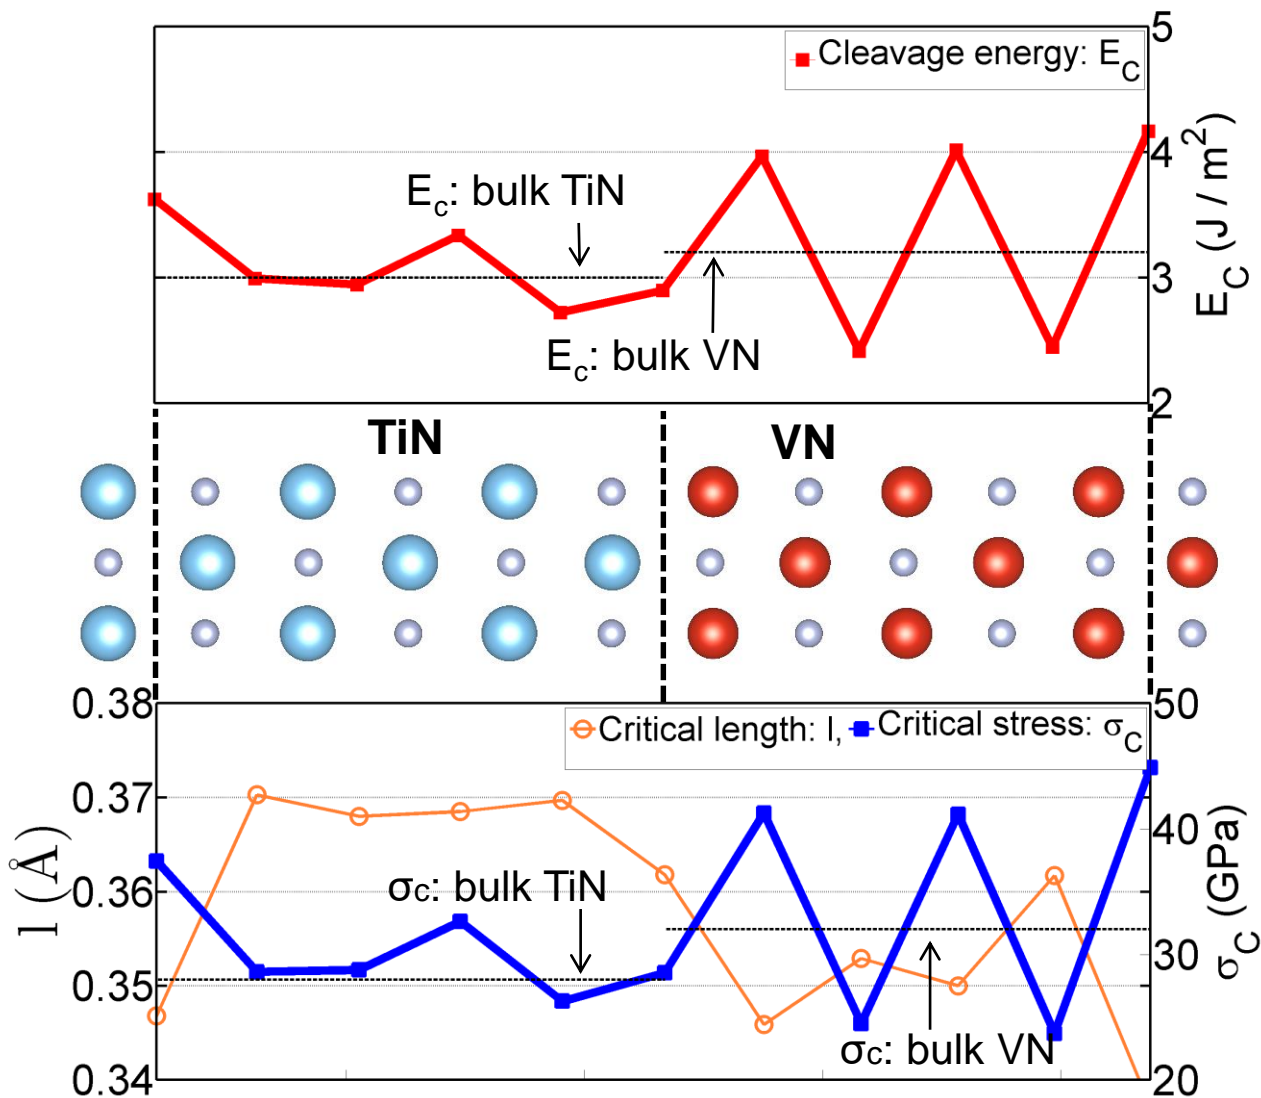 5
Cleavage energy: E_C
4
E_c: bulk TiN
3
E_c: bulk VN
2
E_C (J / m^2)
TiN
VN
0.38
50
Critical length: l, Critical stress: σ_C
0.37
40
0.36
σc: bulk TiN
30
0.35
σc: bulk VN
0.34
20
l (Å)
σ_C (GPa)